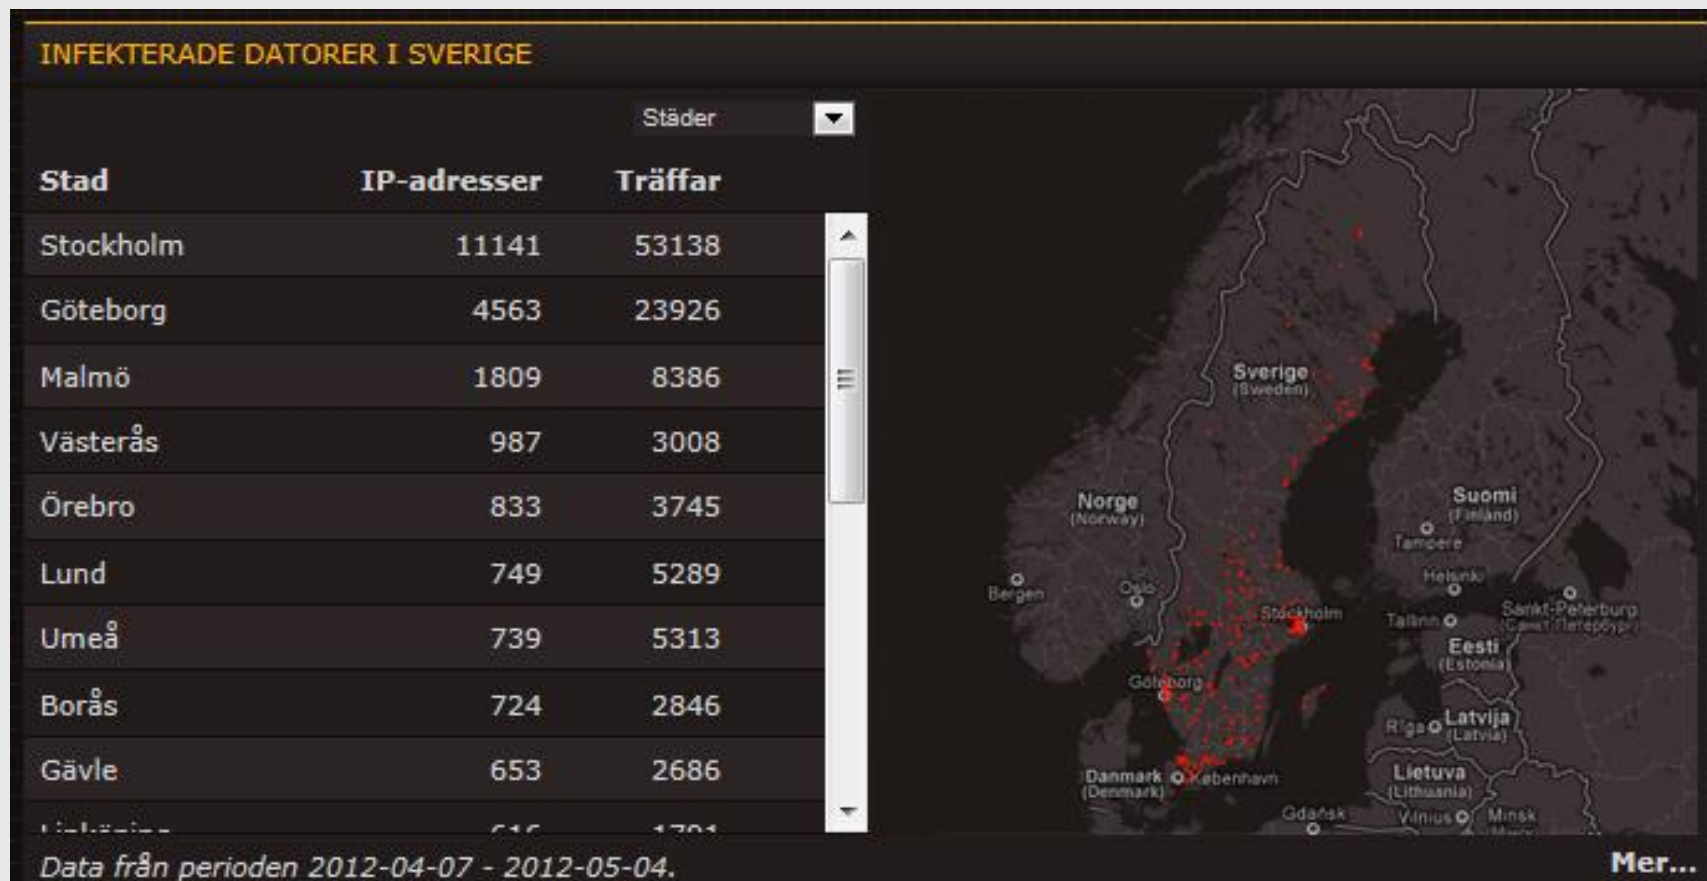 INFEKTERADE DATORER I SVERIGE
Städer
Stad IP-adresser Träffar
Stockholm 11141 53138
Göteborg 4563 23926
Malmö 1809 8386
Västerås 987 3008
Örebro 833 3745
Lund 749 5289
Umeå 739 5313
Borås 724 2846
Gävle 653 2686
Data från perioden 2012-04-07 - 2012-05-04.
Sverige
(Sweden)
Norge
(Norway)
Suomi
(Finland)
Tampere
Bergen
Oslo
Helsinki
Stockholm
Tallinn
Sankt-Peterburg
(Санкт-Петербург)
Eesti
(Estonia)
Göteborg
Rīga
Latvija
(Latvia)
Danmark
(Denmark)
København
Lietuva
(Lithuania)
Gdańsk
Vilnius
Minsk
Mer...